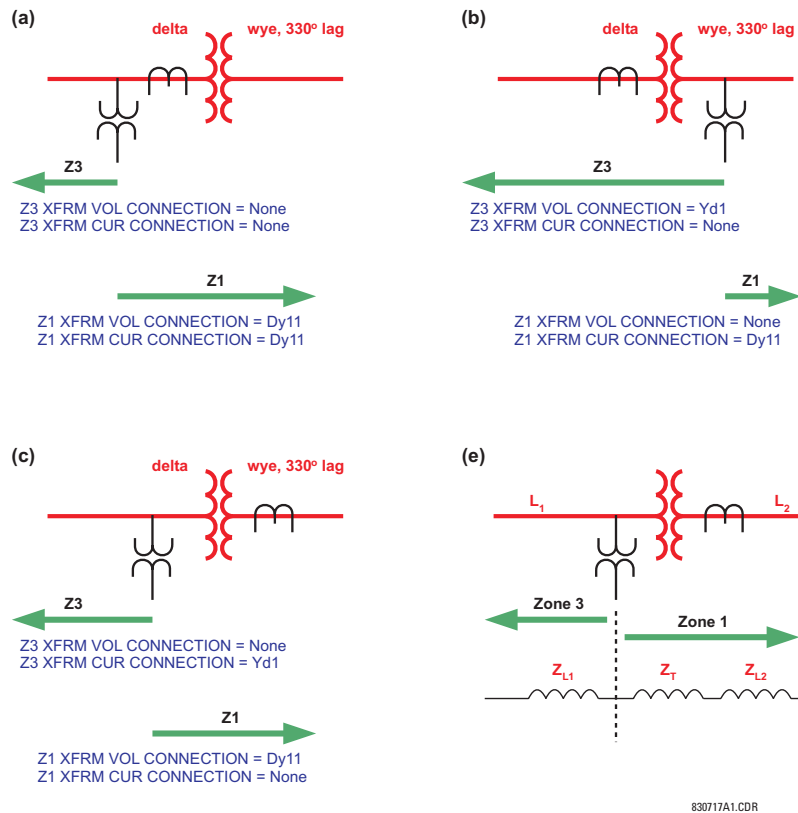 (a)
delta wye, 330° lag
Z3
Z3 XFRM VOL CONNECTION = None
Z3 XFRM CUR CONNECTION = None
Z1
Z1 XFRM VOL CONNECTION = Dy11
Z1 XFRM CUR CONNECTION = Dy11
(b)
delta wye, 330° lag
Z3
Z3 XFRM VOL CONNECTION = Yd1
Z3 XFRM CUR CONNECTION = None
Z1
Z1 XFRM VOL CONNECTION = None
Z1 XFRM CUR CONNECTION = Dy11
(c)
delta wye, 330° lag
Z3
Z3 XFRM VOL CONNECTION = None
Z3 XFRM CUR CONNECTION = Yd1
Z1
Z1 XFRM VOL CONNECTION = Dy11
Z1 XFRM CUR CONNECTION = None
(e)
L1 L2
Zone 3
Zone 1
ZL1 ZT ZL2
830717A1.CDR